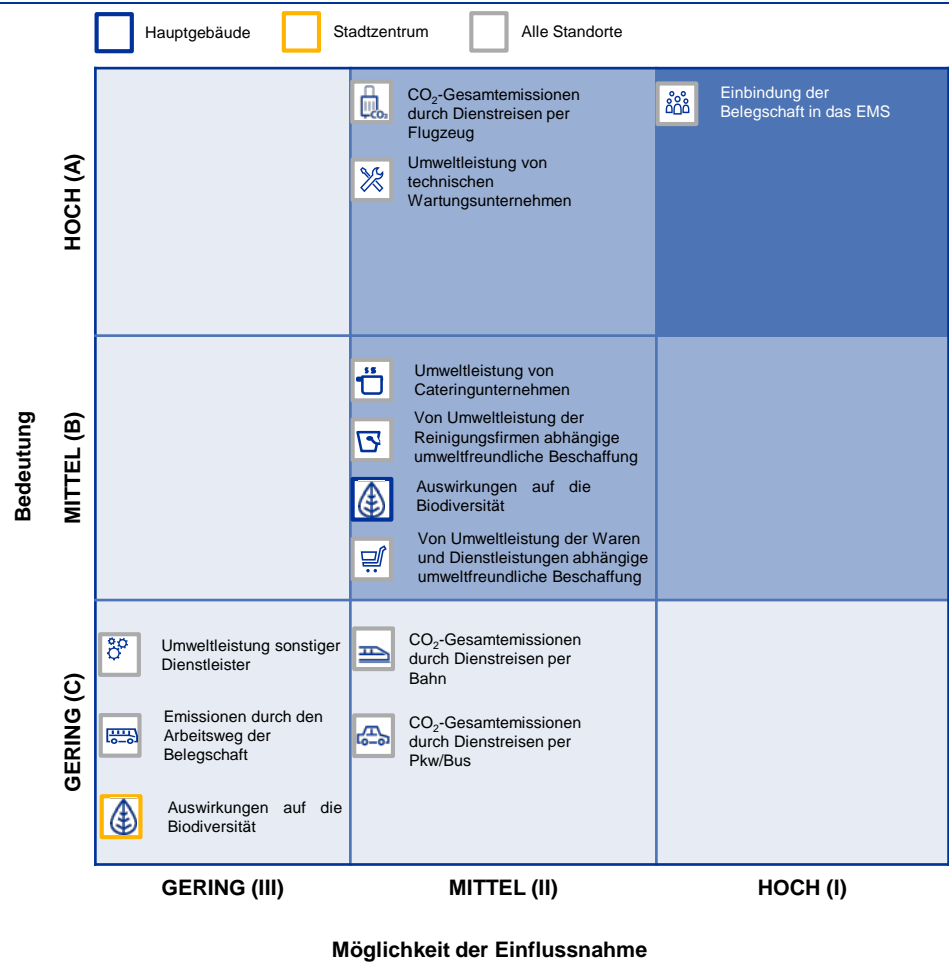 Hauptgebäude
Stadtzentrum
Alle Standorte
Bedeutung
HOCH (A)
CO₂
CO₂-Gesamtemissionen
durch Dienstreisen per
Flugzeug
Umweltleistung von
technischen
Wartungsunternehmen
Einbindung der
Belegschaft in das EMS
MITTEL (B)
Umweltleistung von
Cateringunternehmen
Von Umweltleistung der
Reinigungsfirmen abhängige
umweltfreundliche Beschaffung
Auswirkungen auf die
Biodiversität
Von Umweltleistung der Waren
und Dienstleistungen abhängige
umweltfreundliche Beschaffung
GERING (C)
Umweltleistung sonstiger
Dienstleister
Emissionen durch den
Arbeitsweg der
Belegschaft
Auswirkungen auf die
Biodiversität
CO₂-Gesamtemissionen
durch Dienstreisen per
Bahn
CO₂-Gesamtemissionen
durch Dienstreisen per
Pkw/Bus
GERING (III)
MITTEL (II)
HOCH (I)
Möglichkeit der Einflussnahme